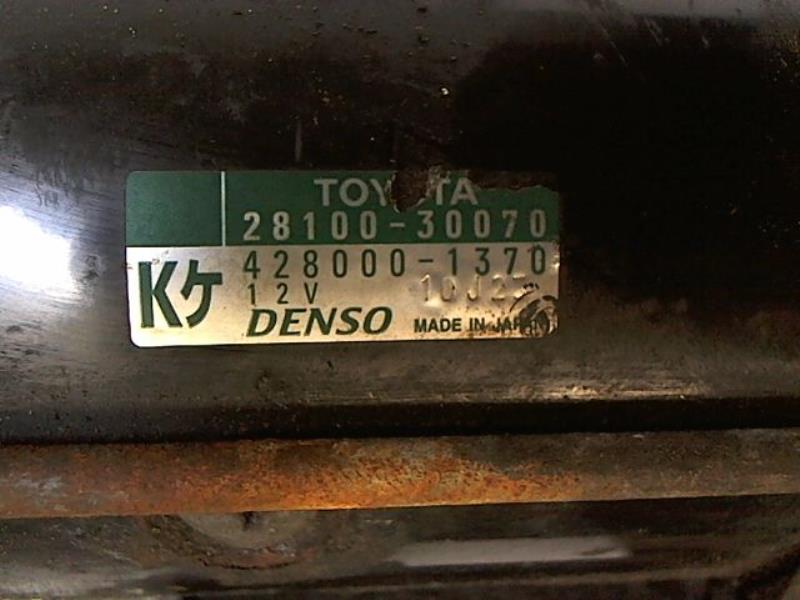 TOYOTA
28100-30070
Kケ
428000-1370
12V
DENSO MADE IN JAPAN